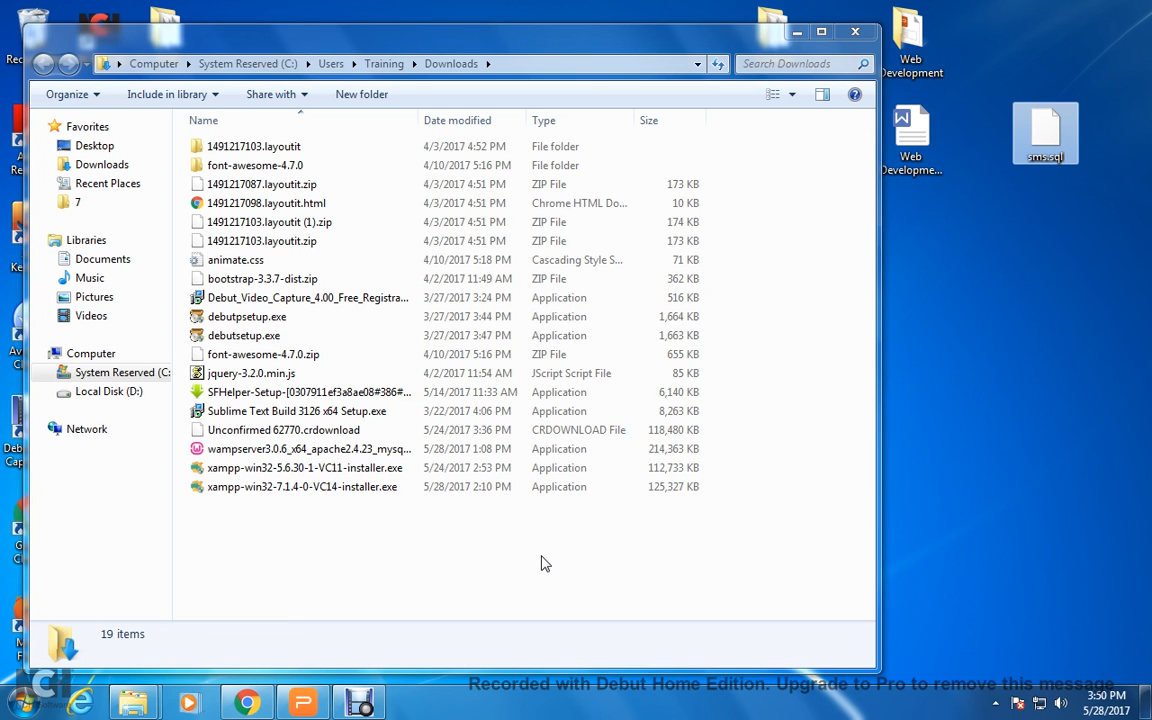 Computer ▸ System Reserved (C:) ▸ Users ▸ Training ▸ Downloads ▸
Search Downloads
Organize
Include in library
Share with
New folder
Name
Date modified
Type
Size
Favorites
Desktop
Downloads
Recent Places
7
Libraries
Documents
Music
Pictures
Videos
Computer
System Reserved (C:
Local Disk (D:)
Network
1491217103.layoutit 4/3/2017 4:52 PM File folder
font-awesome-4.7.0 4/10/2017 5:16 PM File folder
1491217087.layoutit.zip 4/3/2017 4:51 PM ZIP File 173 KB
1491217098.layoutit.html 4/3/2017 4:51 PM Chrome HTML Do... 10 KB
1491217103.layoutit (1).zip 4/3/2017 4:51 PM ZIP File 174 KB
1491217103.layoutit.zip 4/3/2017 4:51 PM ZIP File 173 KB
animate.css 4/10/2017 5:18 PM Cascading Style S... 71 KB
bootstrap-3.3.7-dist.zip 4/2/2017 11:49 AM ZIP File 362 KB
Debut_Video_Capture_4.00_Free_Registra... 3/27/2017 3:24 PM Application 516 KB
debutpsetup.exe 3/27/2017 3:44 PM Application 1,664 KB
debutsetup.exe 3/27/2017 3:47 PM Application 1,663 KB
font-awesome-4.7.0.zip 4/10/2017 5:16 PM ZIP File 655 KB
jquery-3.2.0.min.js 4/2/2017 11:54 AM JScript Script File 85 KB
SFHelper-Setup-[0307911ef3a8ae08#386#... 5/14/2017 11:33 AM Application 6,140 KB
Sublime Text Build 3126 x64 Setup.exe 3/22/2017 4:06 PM Application 8,263 KB
Unconfirmed 62770.crdownload 5/24/2017 3:36 PM CRDOWNLOAD File 118,480 KB
wampserver3.0.6_x64_apache2.4.23_mysq... 5/28/2017 1:08 PM Application 214,363 KB
xampp-win32-5.6.30-1-VC11-installer.exe 5/24/2017 2:53 PM Application 112,733 KB
xampp-win32-7.1.4-0-VC14-installer.exe 5/28/2017 2:10 PM Application 125,327 KB
19 items
Web
Development
Web
Developme...
sms.sql
Recorded with Debut Home Edition. Upgrade to Pro to remove this message
3:50 PM
5/28/2017